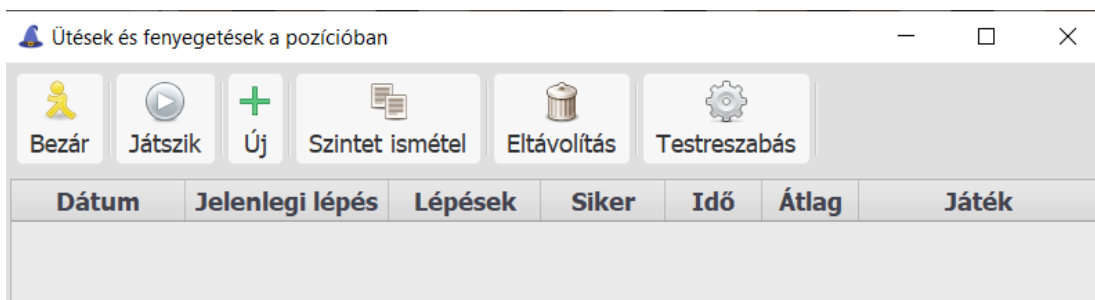 Ütések és fenyegetések a pozícióban
Bezár Játszik Új Szintet ismétel Eltávolítás Testreszabás
Dátum Jelenlegi lépés Lépések Siker Idő Átlag Játék